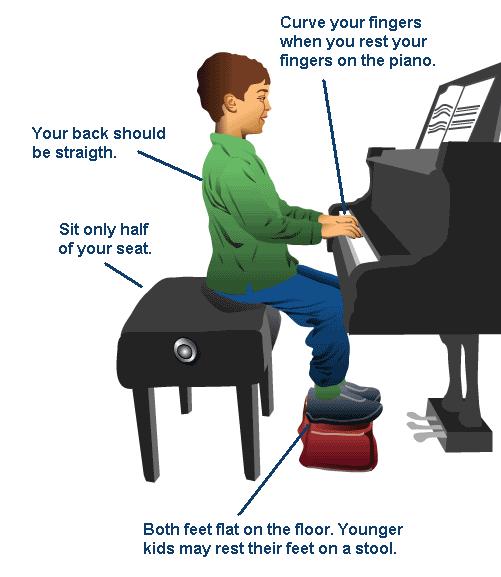 Curve your fingers
when you rest your
fingers on the piano.
Your back should
be straigth.
Sit only half
of your seat.
Both feet flat on the floor. Younger
kids may rest their feet on a stool.